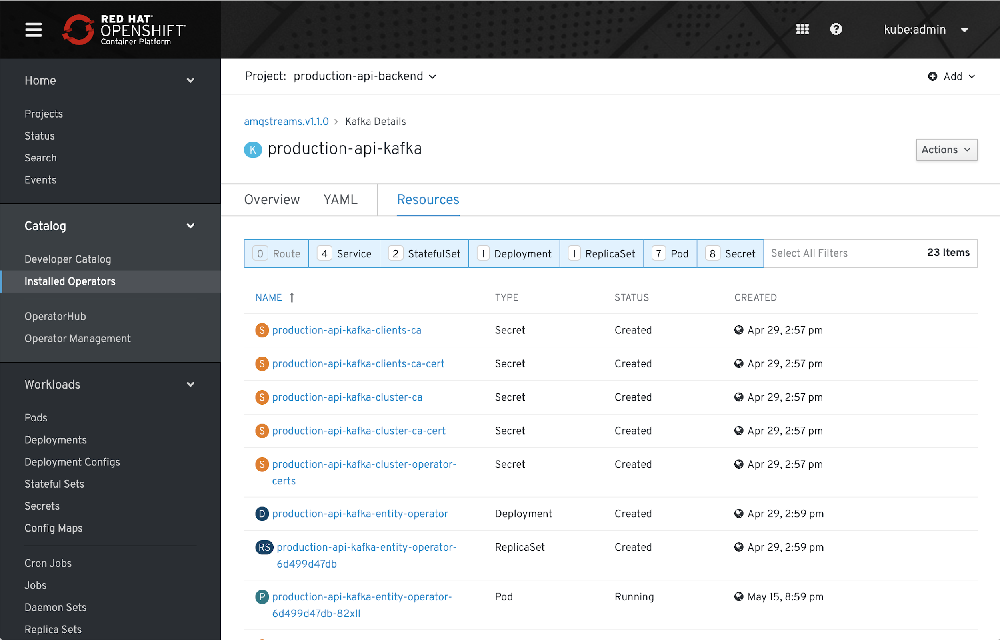 RED HAT®
OPENSHIFT®
Container Platform
kube:admin
Home
Projects
Status
Search
Events
Catalog
Developer Catalog
Installed Operators
OperatorHub
Operator Management
Workloads
Pods
Deployments
Deployment Configs
Stateful Sets
Secrets
Config Maps
Cron Jobs
Jobs
Daemon Sets
Replica Sets
Project: production-api-backend
Add
amqstreams.v1.1.0 > Kafka Details
K production-api-kafka
Actions
Overview YAML Resources
0 Route 4 Service 2 StatefulSet 1 Deployment 1 ReplicaSet 7 Pod 8 Secret Select All Filters 23 Items
NAME ↑ TYPE STATUS CREATED
S production-api-kafka-clients-ca Secret Created Apr 29, 2:57 pm
S production-api-kafka-clients-ca-cert Secret Created Apr 29, 2:57 pm
S production-api-kafka-cluster-ca Secret Created Apr 29, 2:57 pm
S production-api-kafka-cluster-ca-cert Secret Created Apr 29, 2:57 pm
S production-api-kafka-cluster-operator- Secret Created Apr 29, 2:57 pm
certs
D production-api-kafka-entity-operator Deployment Created Apr 29, 2:59 pm
RS production-api-kafka-entity-operator- ReplicaSet Created Apr 29, 2:59 pm
6d499d47db
P production-api-kafka-entity-operator- Pod Running May 15, 8:59 pm
6d499d47db-82xll